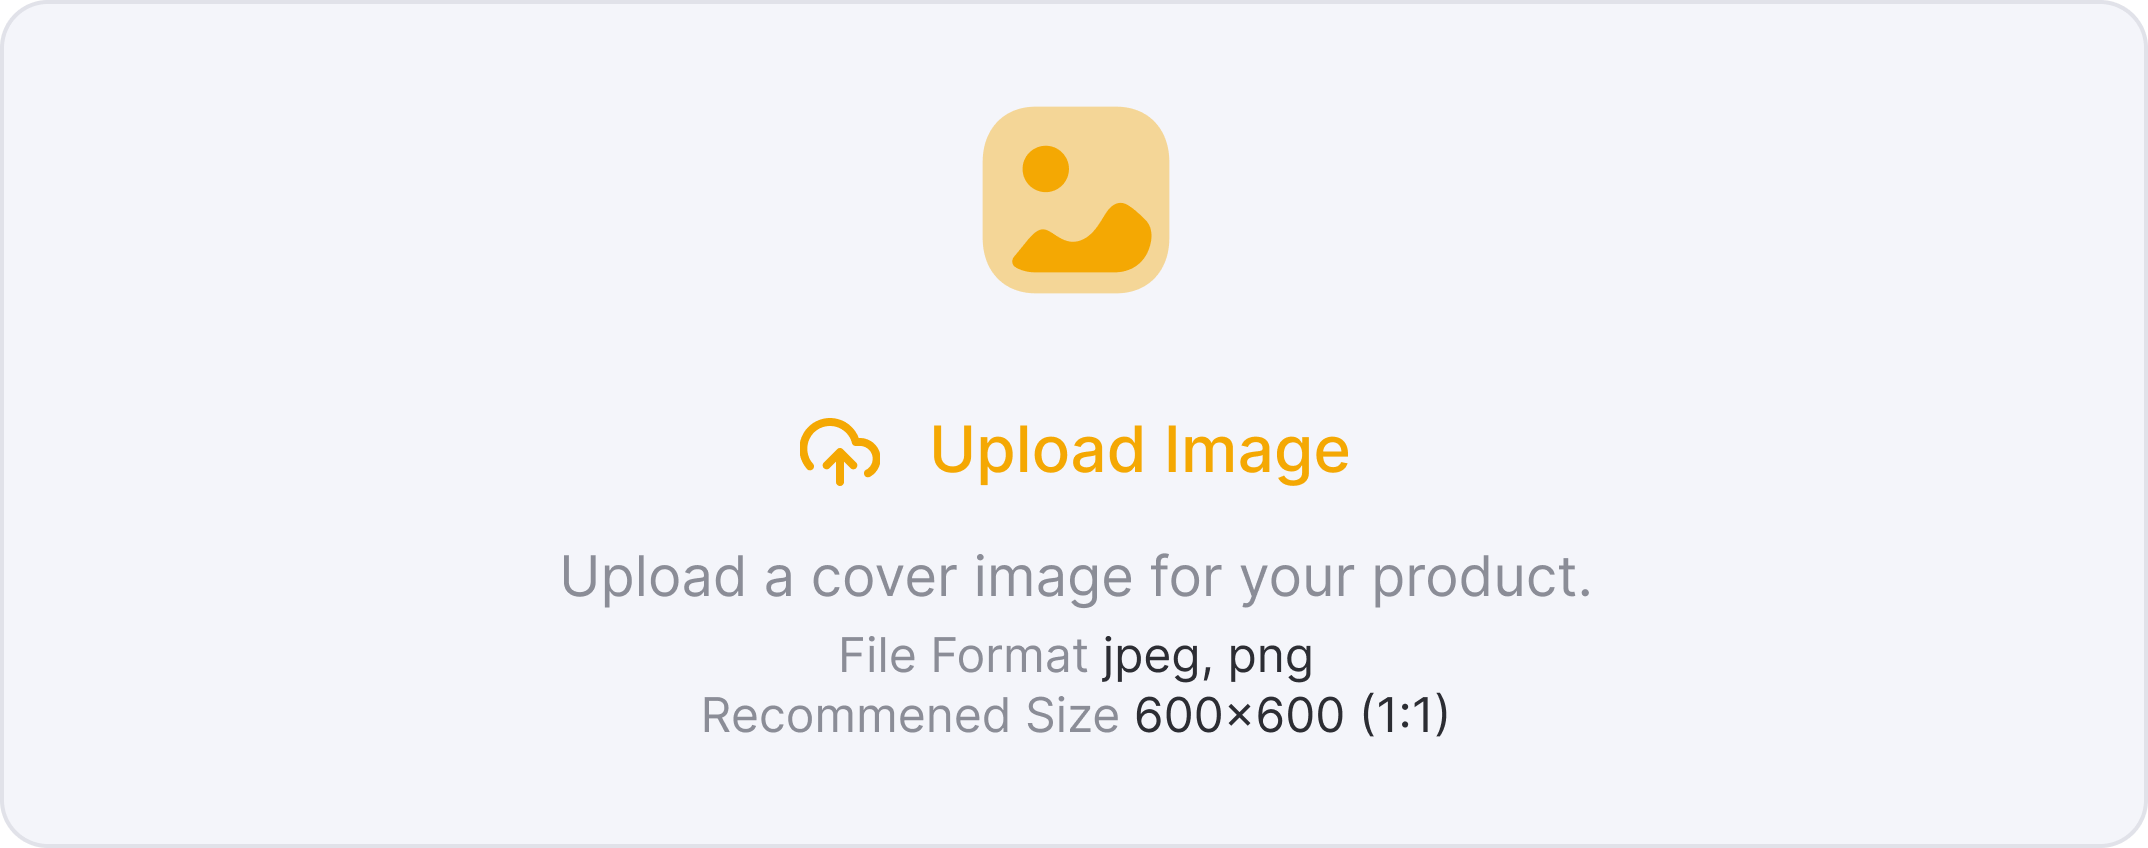 Upload Image
Upload a cover image for your product.
File Format jpeg, png
Recommened Size 600×600 (1:1)